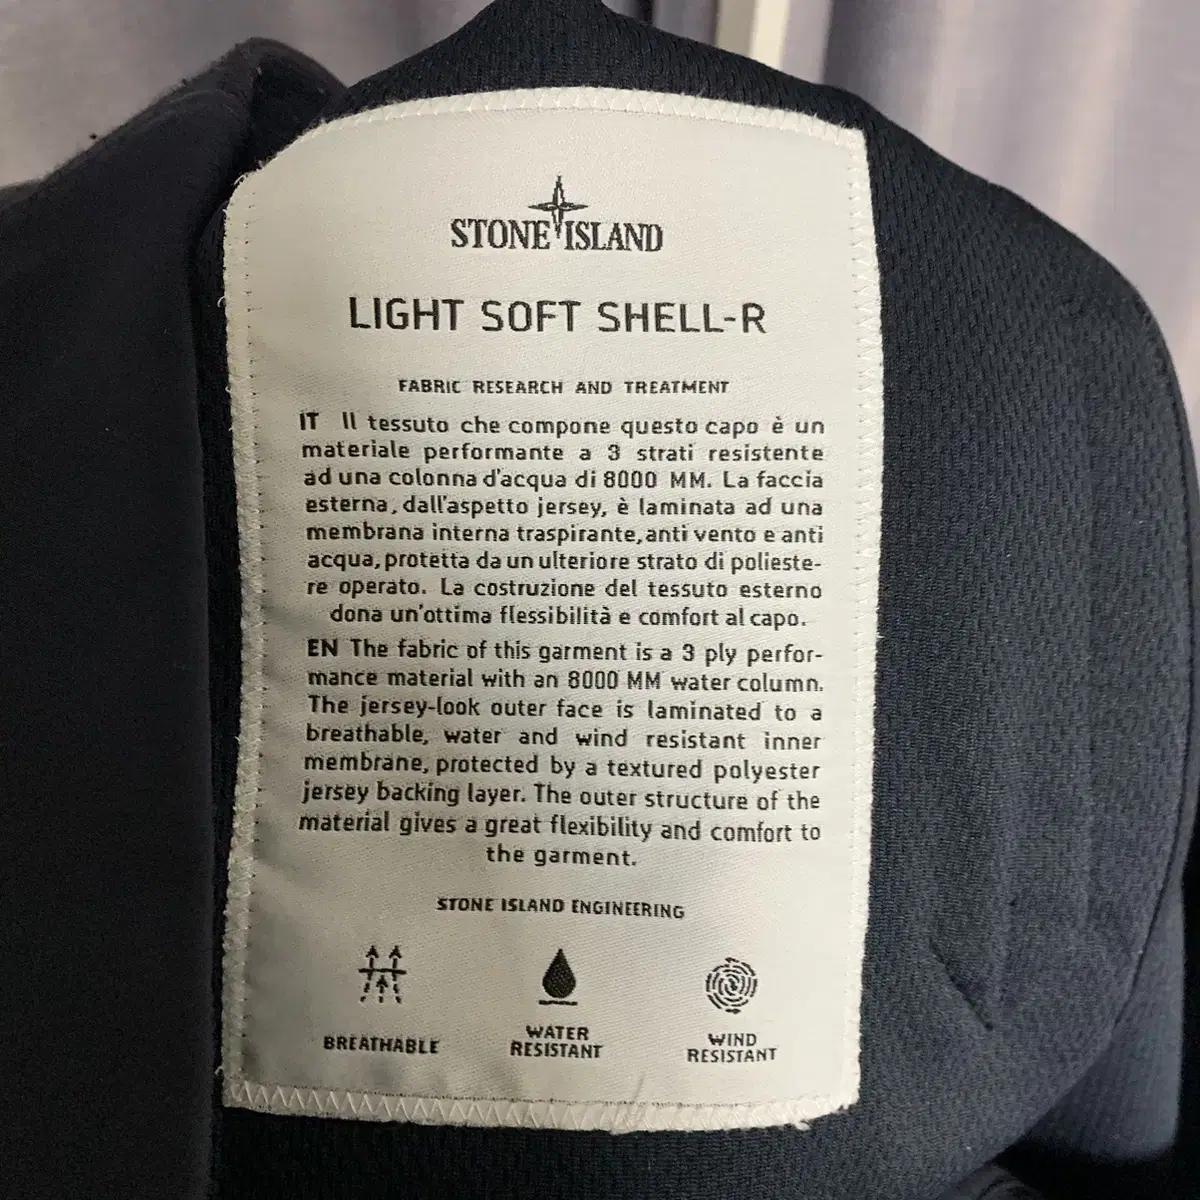 STONE ISLAND
LIGHT SOFT SHELL-R
FABRIC RESEARCH AND TREATMENT
IT Il tessuto che compone questo capo è un
materiale performante a 3 strati resistente
ad una colonna d'acqua di 8000 MM. La faccia
esterna, dall'aspetto jersey, è laminata ad una
membrana interna traspirante, anti vento e anti
acqua, protetta da un ulteriore strato di polieste-
re operato. La costruzione del tessuto esterno
dona un'ottima flessibilità e comfort al capo.
EN The fabric of this garment is a 3 ply perfor-
mance material with an 8000 MM water column.
The jersey-look outer face is laminated to a
breathable, water and wind resistant inner
membrane, protected by a textured polyester
jersey backing layer. The outer structure of the
material gives a great flexibility and comfort to
the garment.
STONE ISLAND ENGINEERING
BREATHABLE
WATER
RESISTANT
WIND
RESISTANT